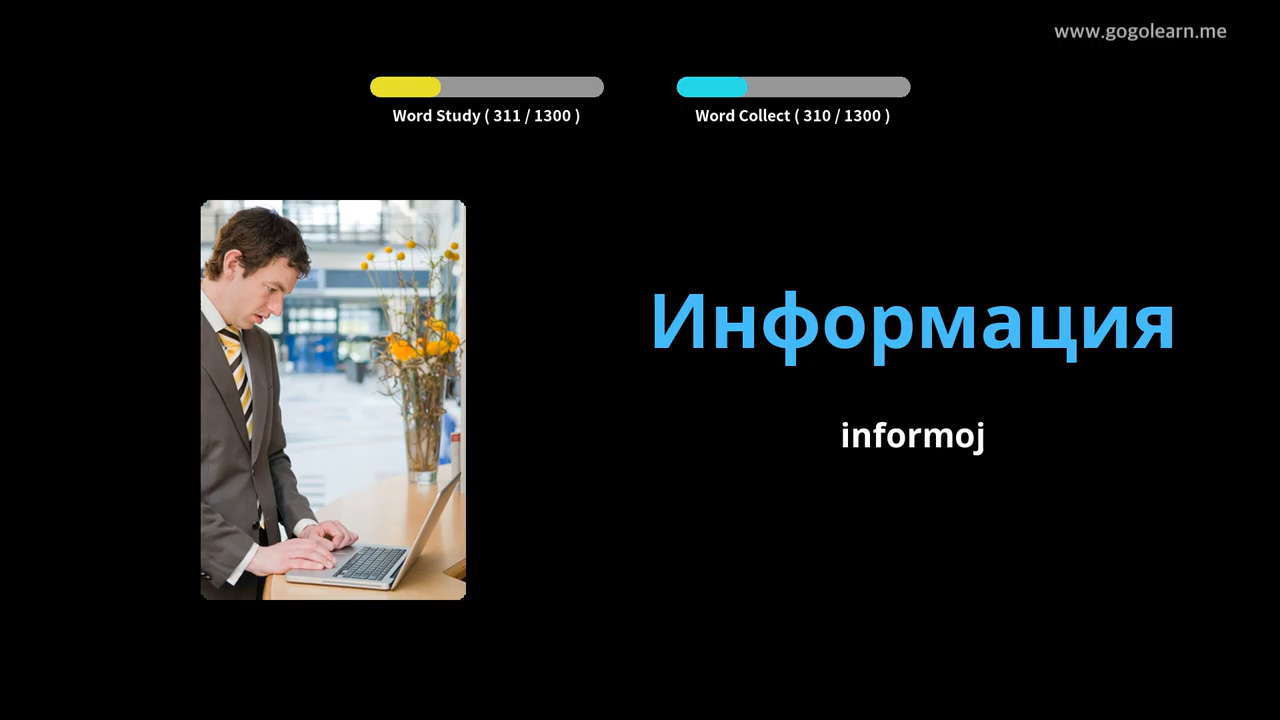 www.gogolearn.me
Word Study ( 311 / 1300 )
Word Collect ( 310 / 1300 )
Информация
informoj